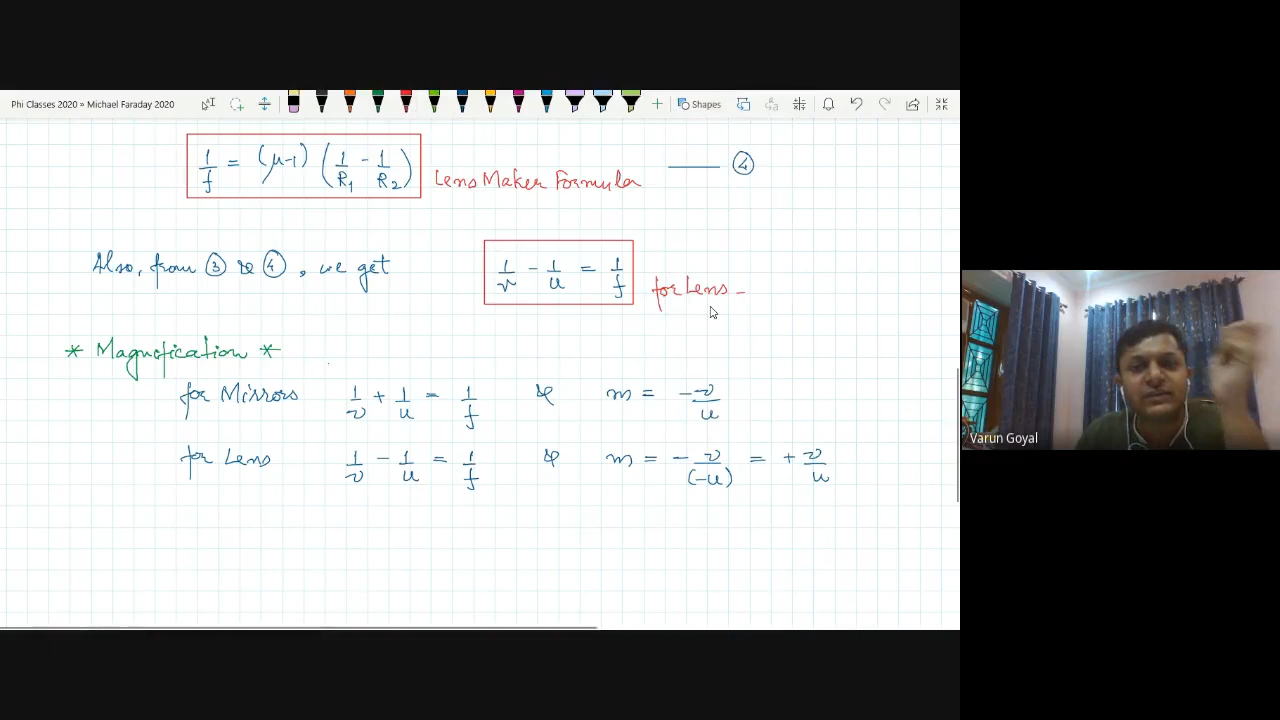 Phi Classes 2020 » Michael Faraday 2020
Shapes
1/f = (μ-1) (1/R₁ - 1/R₂) Lens Maker Formula —— ④
Also, from ③ & ④, we get 1/v - 1/u = 1/f for Lens -
* Magnification *
for Mirrors 1/v + 1/u = 1/f & m = -v/u
for Lens 1/v - 1/u = 1/f & m = -v/(-u) = +v/u
Varun Goyal